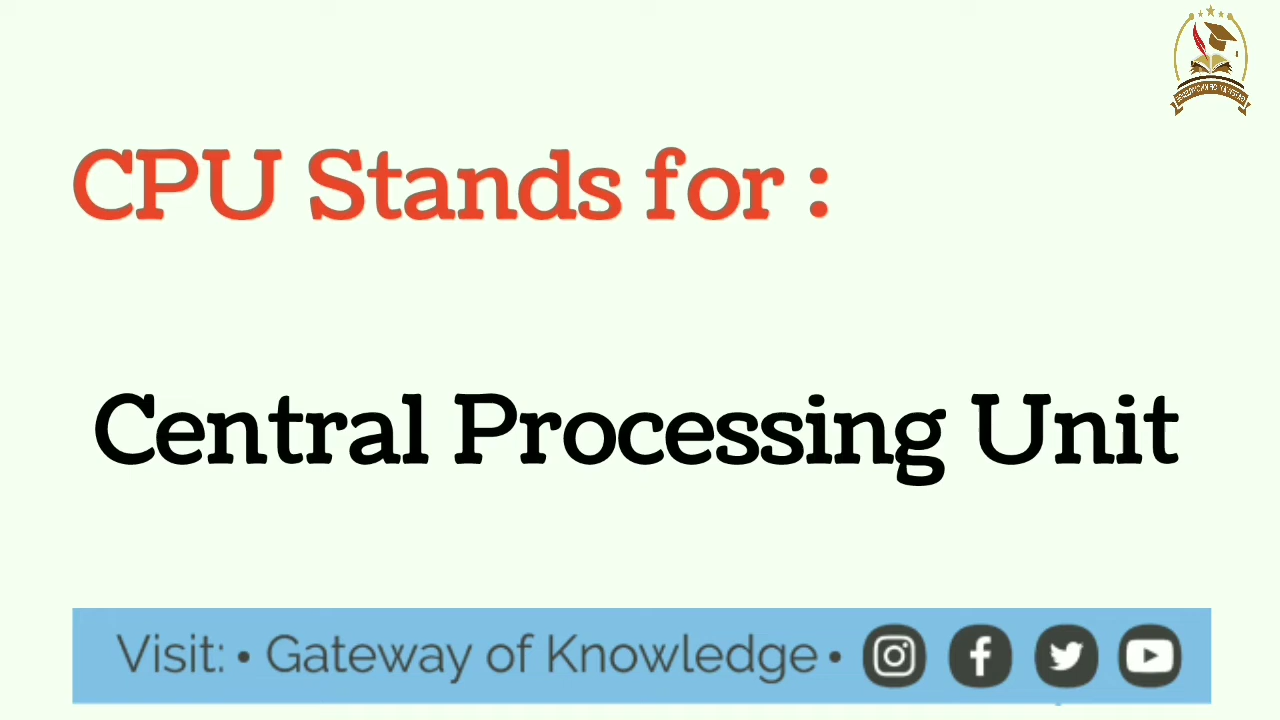 CPU Stands for :
Central Processing Unit
Visit: • Gateway of Knowledge •